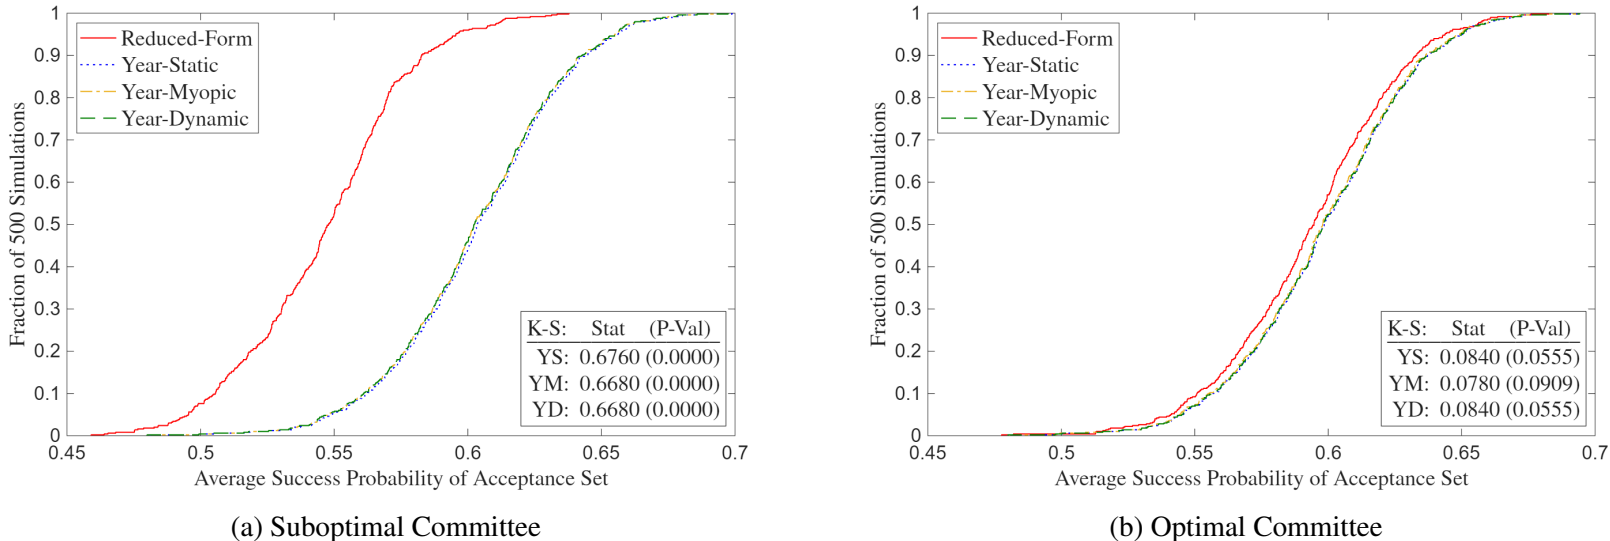 Fraction of 500 Simulations
1
0.9
0.8
0.7
0.6
0.5
0.4
0.3
0.2
0.1
0
Reduced-Form
Year-Static
Year-Myopic
Year-Dynamic
K-S: Stat (P-Val)
YS: 0.6760 (0.0000)
YM: 0.6680 (0.0000)
YD: 0.6680 (0.0000)
0.45 0.5 0.55 0.6 0.65 0.7
Average Success Probability of Acceptance Set
(a) Suboptimal Committee
Fraction of 500 Simulations
1
0.9
0.8
0.7
0.6
0.5
0.4
0.3
0.2
0.1
0
Reduced-Form
Year-Static
Year-Myopic
Year-Dynamic
K-S: Stat (P-Val)
YS: 0.0840 (0.0555)
YM: 0.0780 (0.0909)
YD: 0.0840 (0.0555)
0.45 0.5 0.55 0.6 0.65 0.7
Average Success Probability of Acceptance Set
(b) Optimal Committee